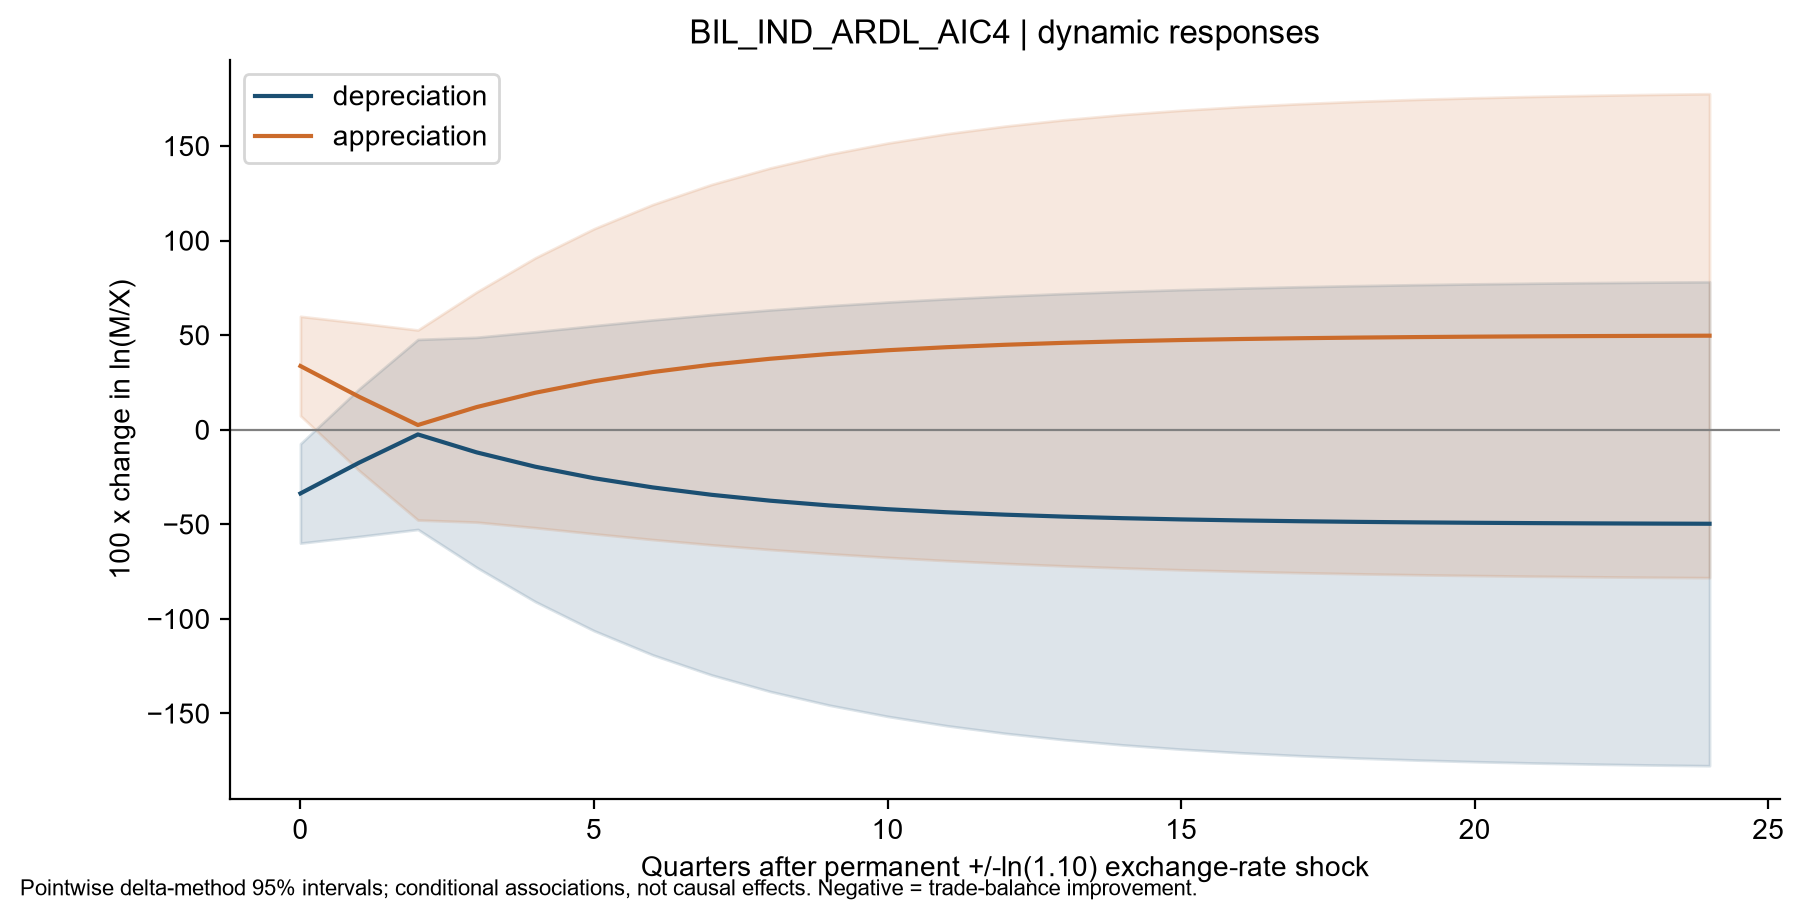 BIL_IND_ARDL_AIC4 | dynamic responses
depreciation
appreciation
100 x change in ln(M/X)
150
100
50
0
−50
−100
−150
0
5
10
15
20
25
Quarters after permanent +/-ln(1.10) exchange-rate shock
Pointwise delta-method 95% intervals; conditional associations, not causal effects. Negative = trade-balance improvement.